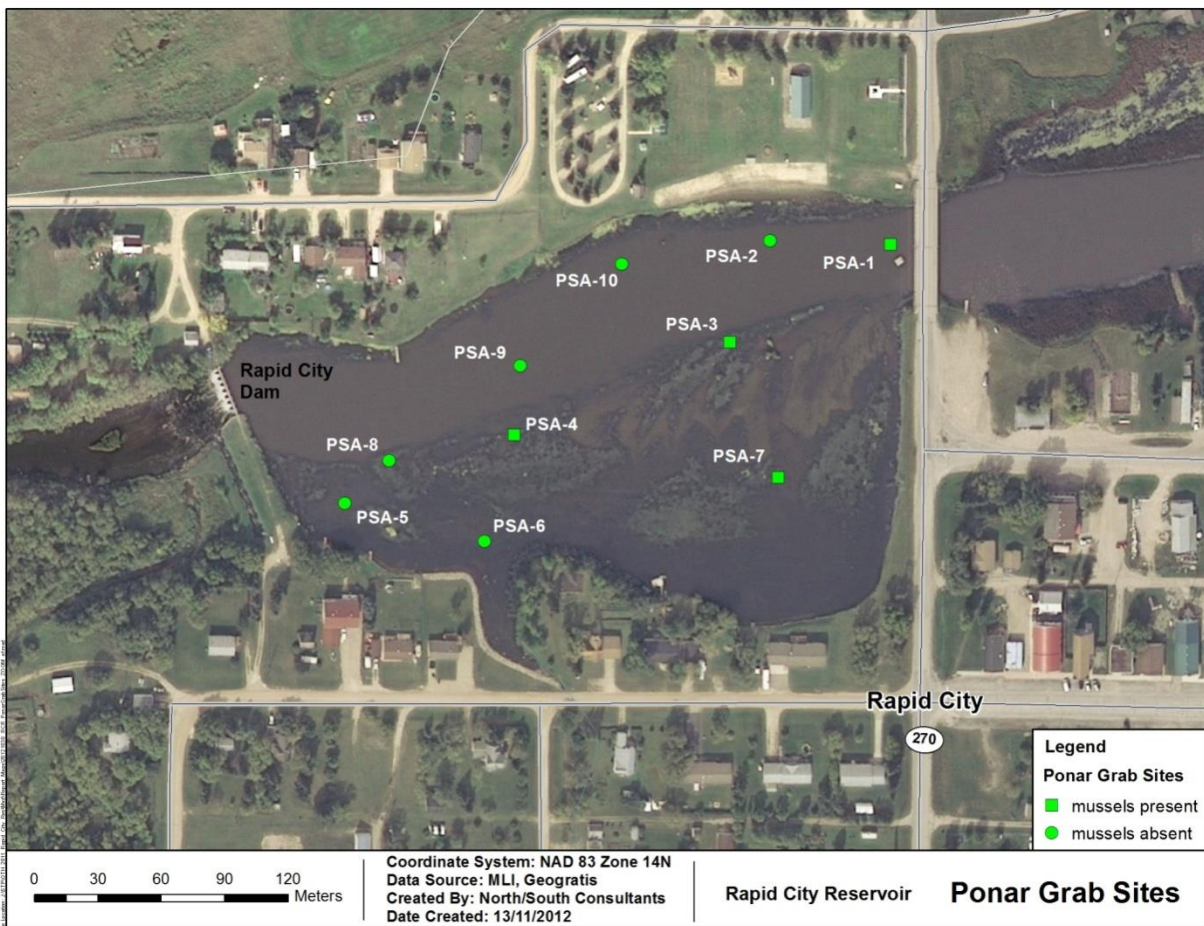 PSA-2
PSA-1
PSA-10
PSA-3
PSA-9
Rapid City
Dam
PSA-4
PSA-8
PSA-7
PSA-5
PSA-6
Rapid City
270
Legend
Ponar Grab Sites
mussels present
mussels absent
0 30 60 90 120
Meters
Coordinate System: NAD 83 Zone 14N
Data Source: MLI, Geogratis
Created By: North/South Consultants
Date Created: 13/11/2012
Rapid City Reservoir
Ponar Grab Sites